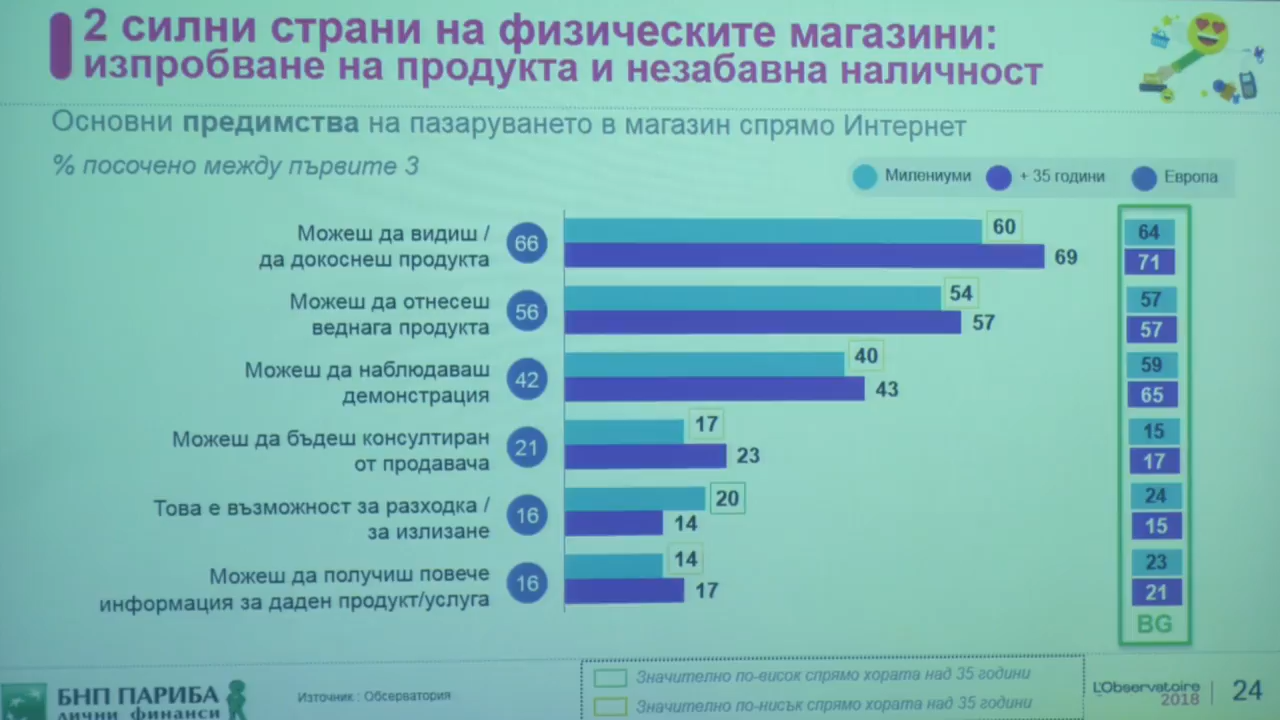 2 силни страни на физическите магазини:
изпробване на продукта и незабавна наличност
Основни предимства на пазаруването в магазин спрямо Интернет
% посочено между първите 3
Милениуми + 35 години Европа
Можеш да видиш /
да докоснеш продукта
66
60
69
64
71
Можеш да отнесеш
веднага продукта
56
54
57
57
57
Можеш да наблюдаваш
демонстрация
42
40
43
59
65
Можеш да бъдеш консултиран
от продавача
21
17
23
15
17
Това е възможност за разходка /
за излизане
16
20
14
24
15
Можеш да получиш повече
информация за даден продукт/услуга
16
14
17
23
21
BG
Значително по-висок спрямо хората над 35 години
Значително по-нисък спрямо хората над 35 години
БНП ПАРИБА
лични финанси
Източник : Обсерватория
L'Observatoire
2018
24